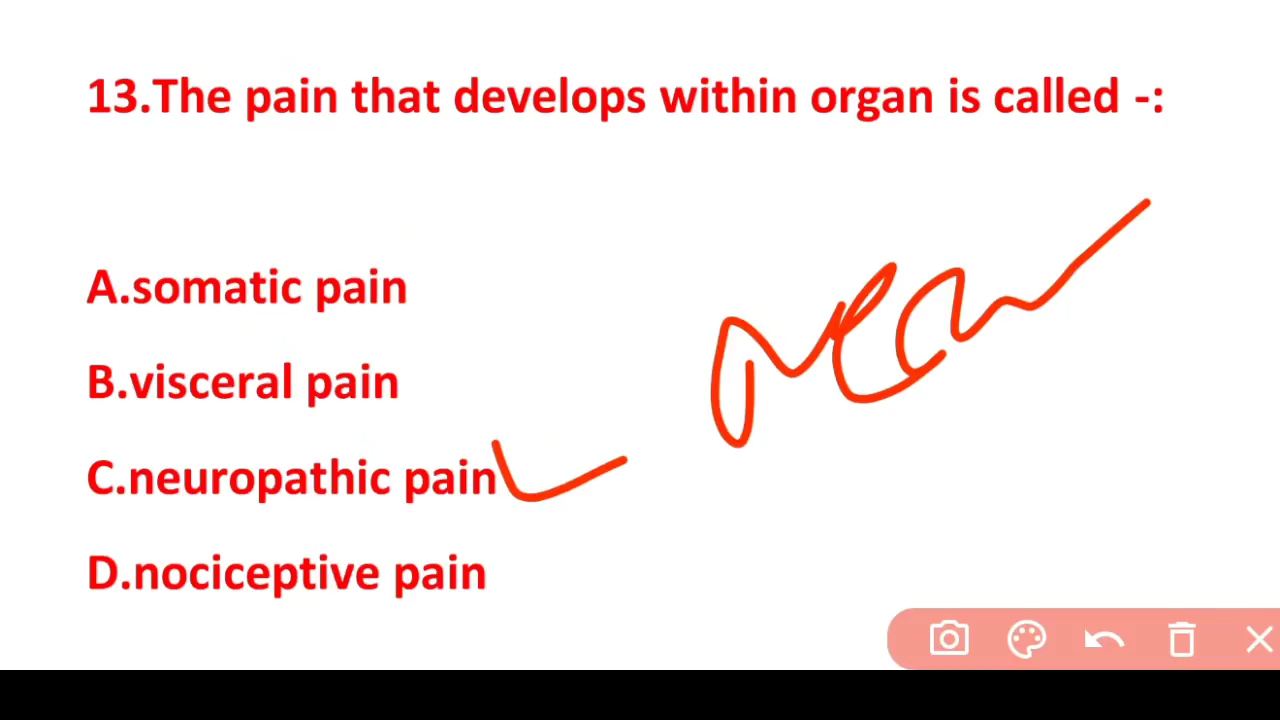 13.The pain that develops within organ is called -:
A.somatic pain
B.visceral pain
C.neuropathic pain
D.nociceptive pain